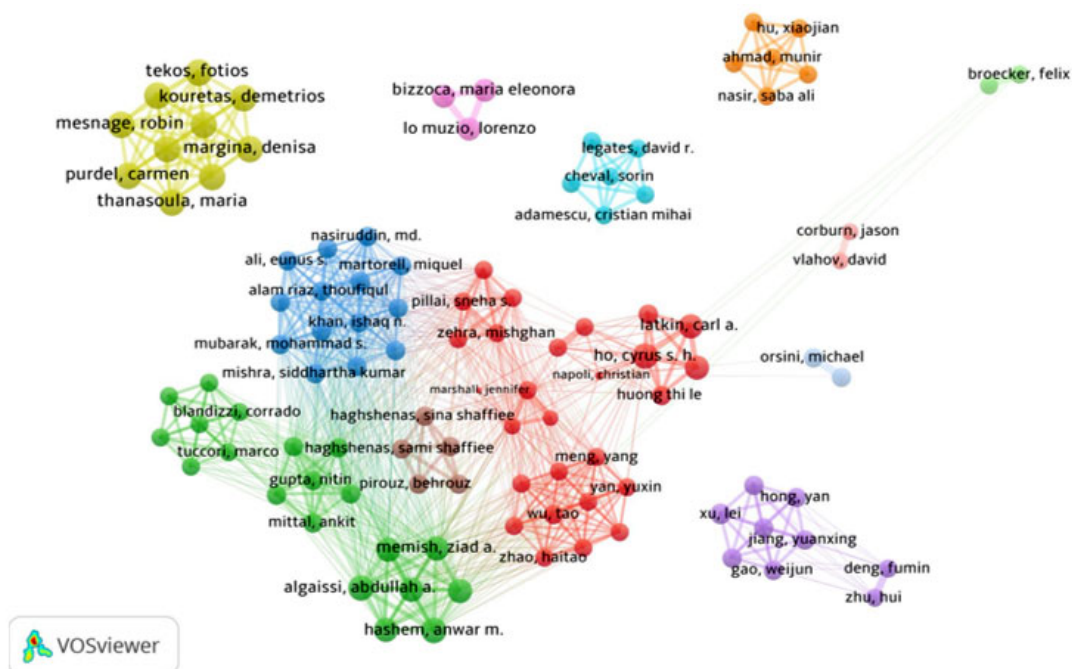 hu, xiaojian
tekos, fotios
ahmad, munir
broecker, felix
bizzoca, maria eleonora
kouretas, demetrios
nasir, saba ali
mesnage, robin
lo muzio, lorenzo
margina, denisa
legates, david r.
purdel, carmen
cheval, sorin
thanasoula, maria
adamescu, cristian mihai
corburn, jason
nasiruddin, md.
vlahov, david
ali, eunus s.
martorell, miquel
alam riaz, thoufiqul
pillai, sneha s.
khan, ishaq n.
zehra, mishghan
latkin, carl a.
mubarak, mohammad s.
ho, cyrus s. h.
orsini, michael
mishra, siddhartha kumar
napoli, christian
marshall, jennifer
huong thi le
blandizzi, corrado
haghshenas, sina shaffiee
tuccori, marco
haghshenas, sami shaffiee
meng, yang
gupta, nitin
pirouz, behrouz
yan, yuxin
hong, yan
xu, lei
mittal, ankit
wu, tao
jiang, yuanxing
memish, ziad a.
zhao, haitao
gao, weijun
deng, fumin
algaissi, abdullah a.
zhu, hui
hashem, anwar m.
VOSviewer